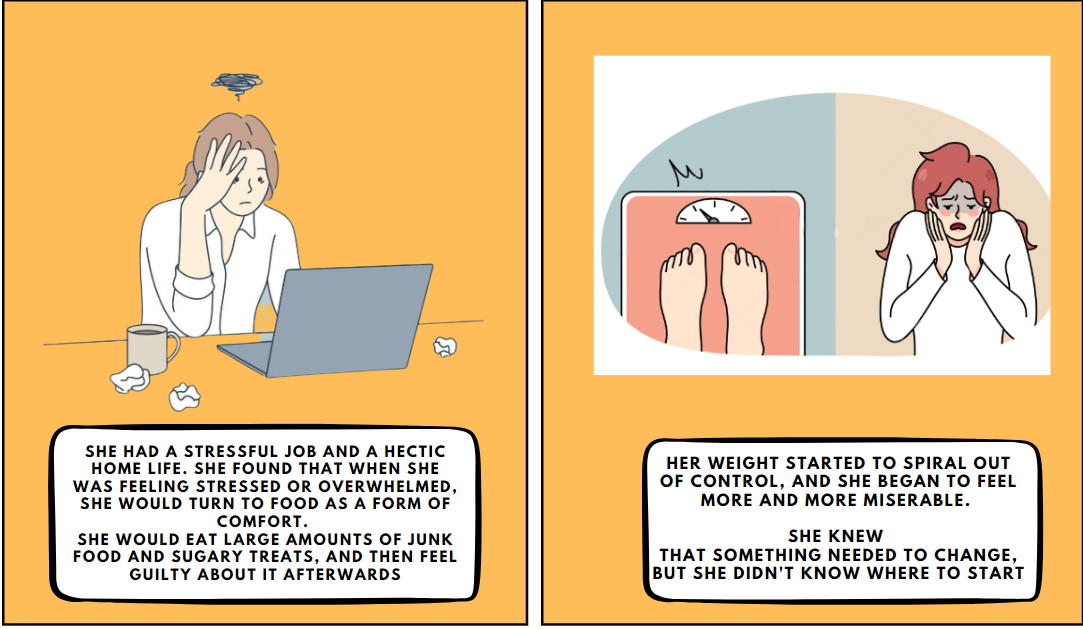 SHE HAD A STRESSFUL JOB AND A HECTIC
HOME LIFE. SHE FOUND THAT WHEN SHE
WAS FEELING STRESSED OR OVERWHELMED,
SHE WOULD TURN TO FOOD AS A FORM OF
COMFORT.
SHE WOULD EAT LARGE AMOUNTS OF JUNK
FOOD AND SUGARY TREATS, AND THEN FEEL
GUILTY ABOUT IT AFTERWARDS
HER WEIGHT STARTED TO SPIRAL OUT
OF CONTROL, AND SHE BEGAN TO FEEL
MORE AND MORE MISERABLE.
SHE KNEW
THAT SOMETHING NEEDED TO CHANGE,
BUT SHE DIDN'T KNOW WHERE TO START